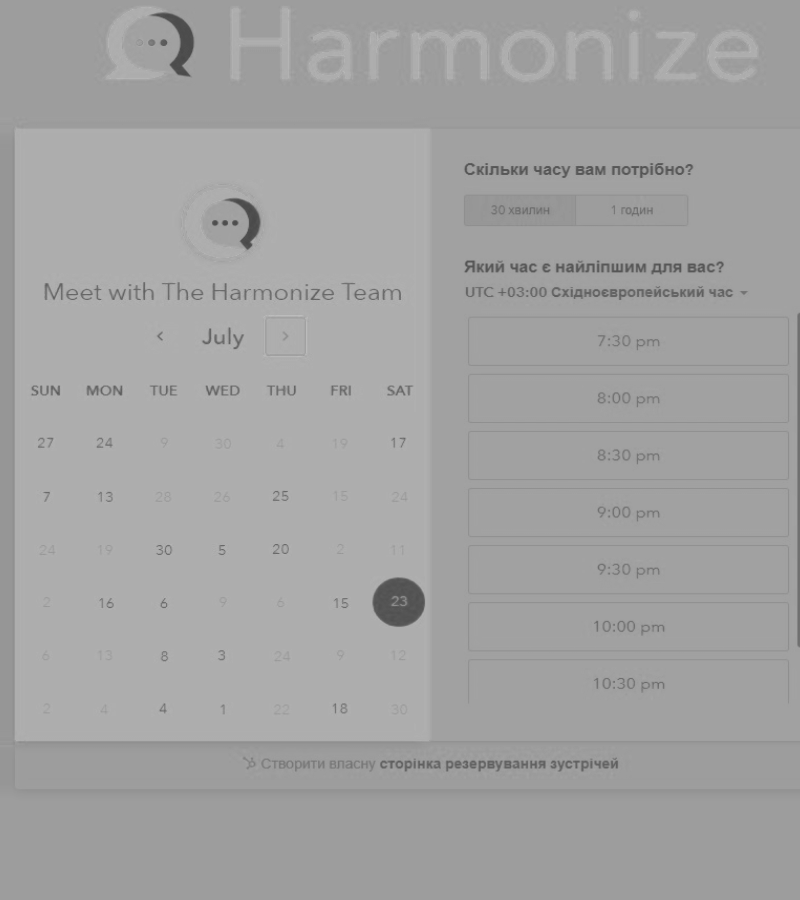 Harmonize
Meet with The Harmonize Team
July
SUN MON TUE WED THU FRI SAT
27 24 9 30 4 19 17
7 13 28 26 25 15 24
24 19 30 5 20 2 11
2 16 6 9 6 15 23
6 13 8 3 24 9 12
2 4 4 1 22 18 30
Скільки часу вам потрібно?
30 хвилин 1 годин
Який час є найліпшим для вас?
UTC +03:00 Східноєвропейський час
7:30 pm
8:00 pm
8:30 pm
9:00 pm
9:30 pm
10:00 pm
10:30 pm
Створити власну сторінка резервування зустрічей